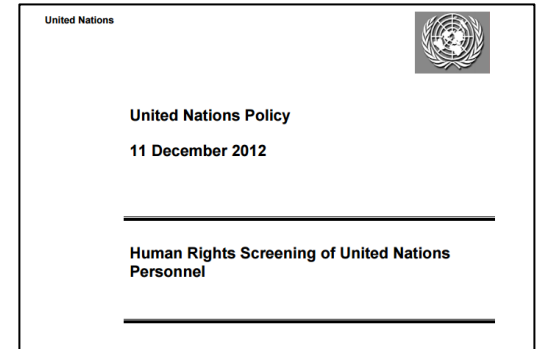 United Nations
United Nations Policy
11 December 2012
Human Rights Screening of United Nations
Personnel